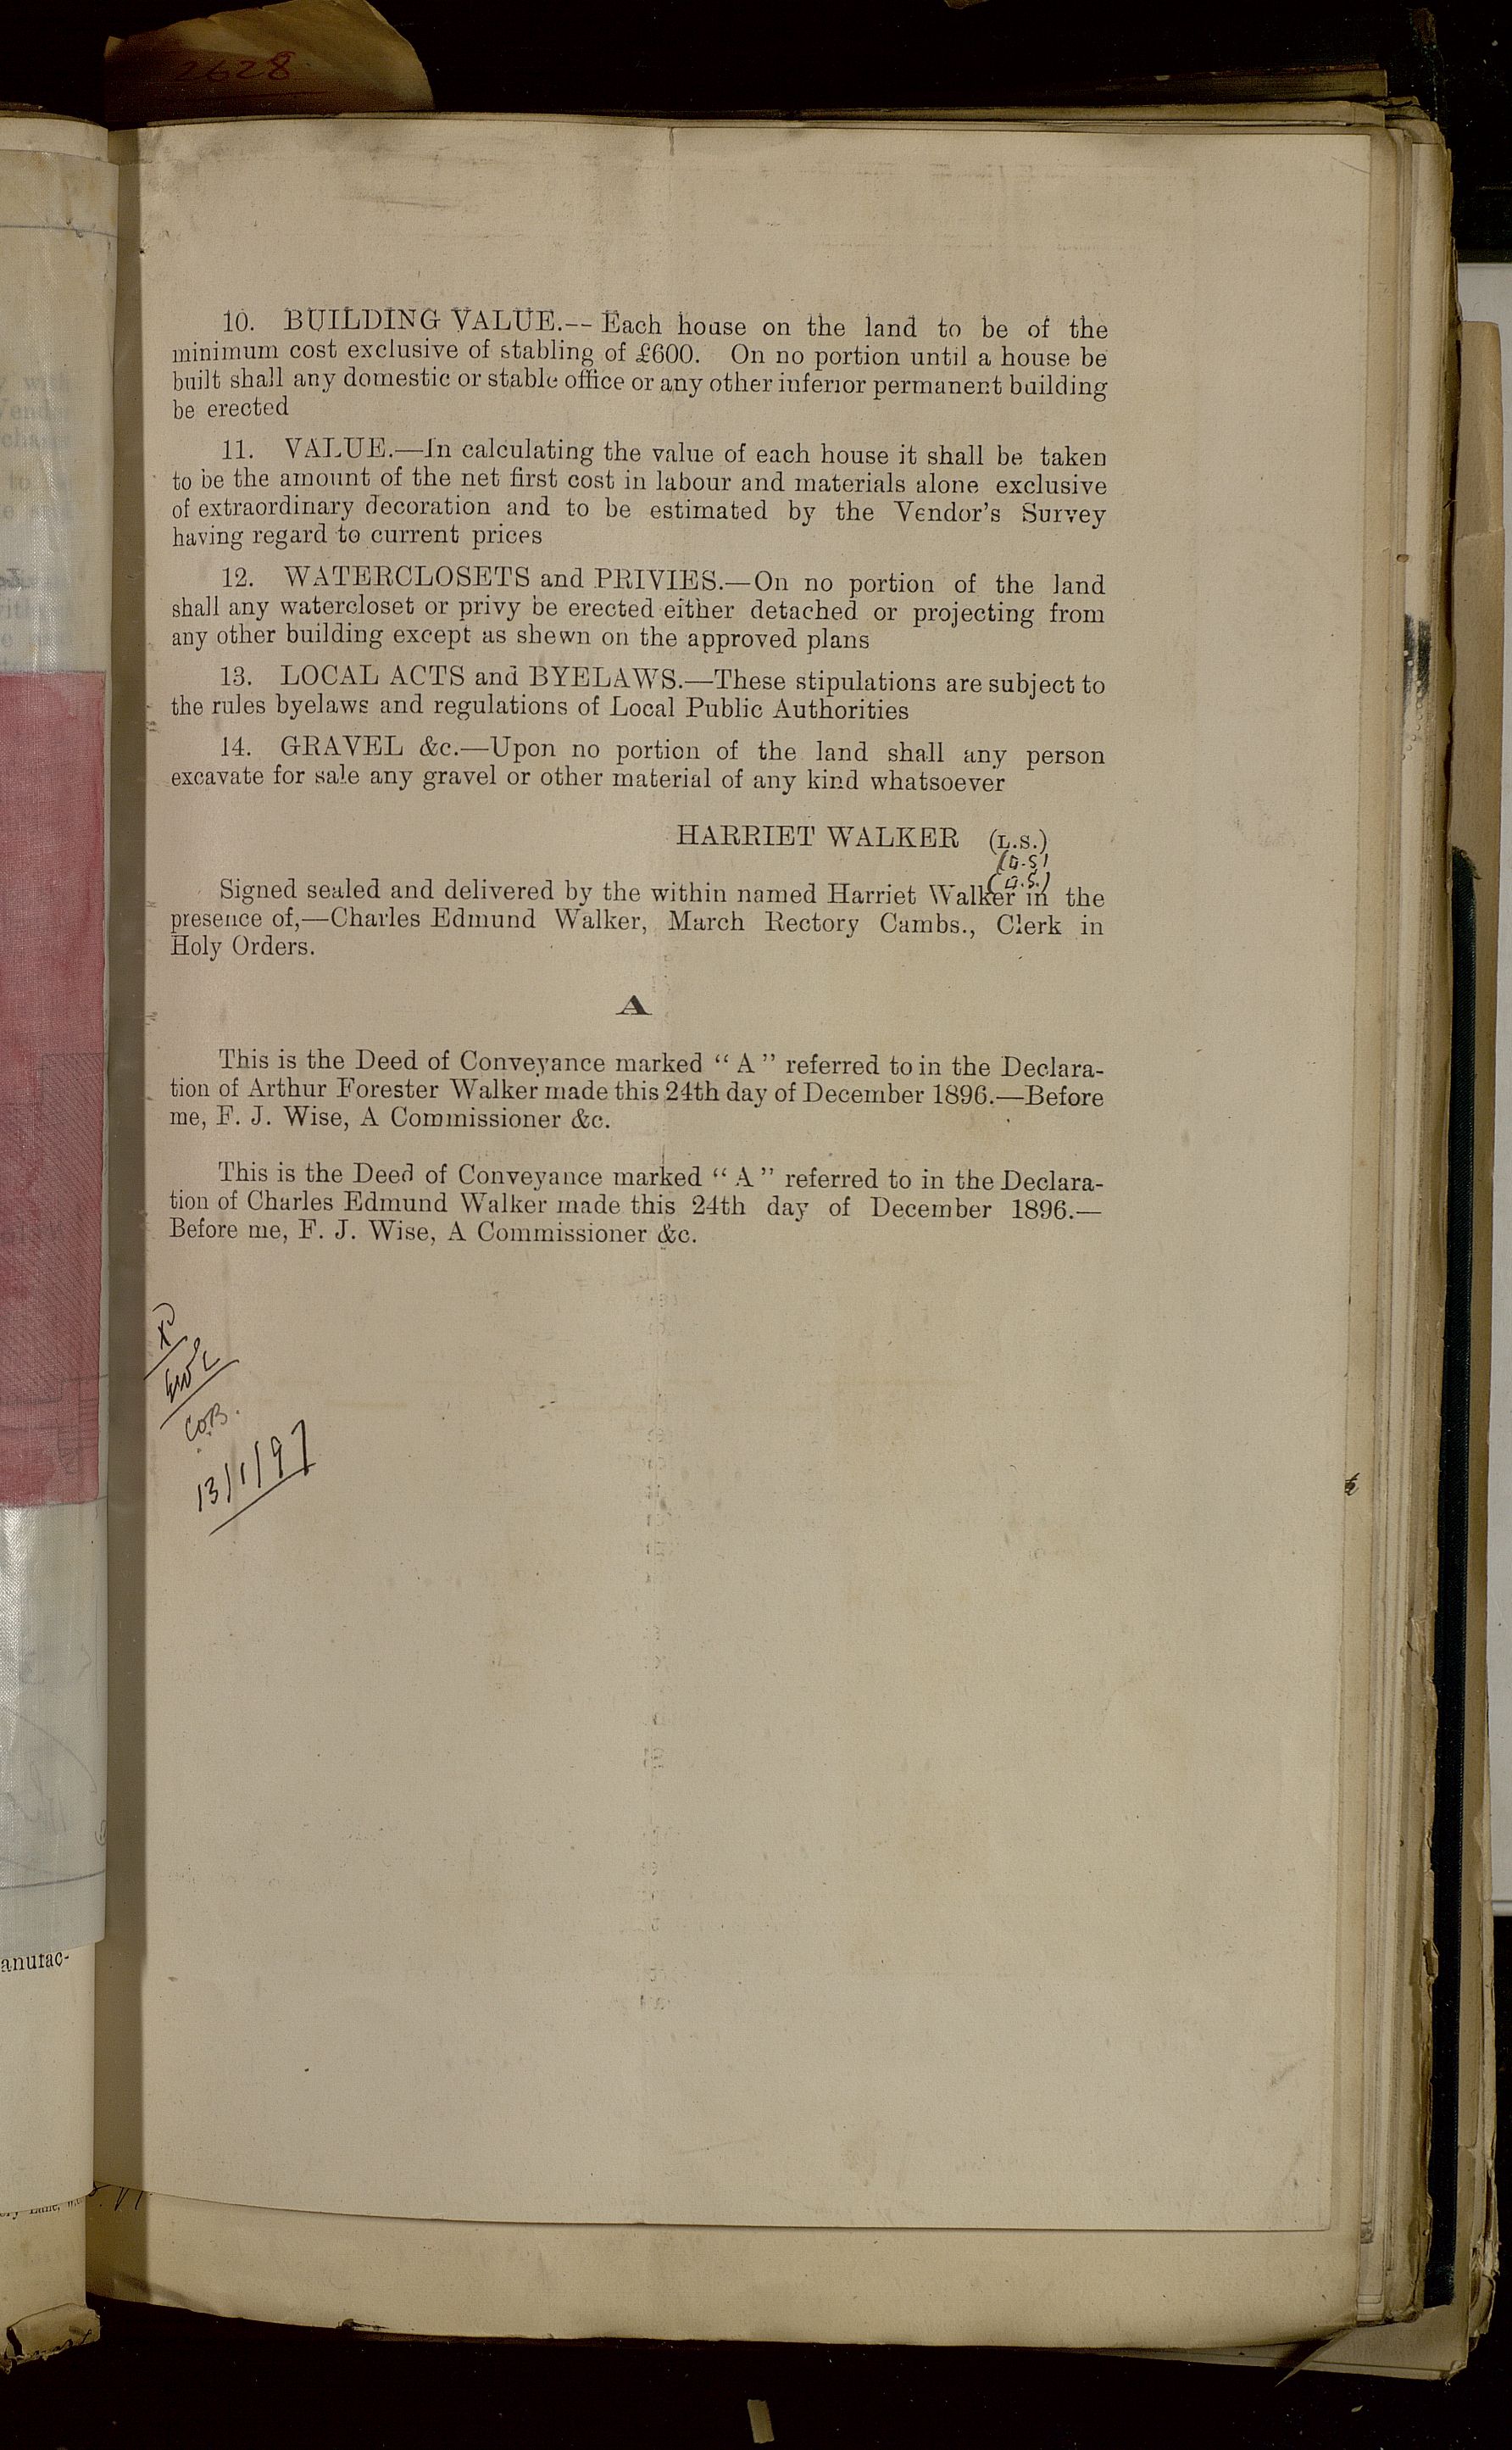 2628
10. BUILDING VALUE.-- Each house on the land to be of the
minimum cost exclusive of stabling of £600. On no portion until a house be
built shall any domestic or stable office or any other inferior permanent building
be erected
11. VALUE.—In calculating the value of each house it shall be taken
to be the amount of the net first cost in labour and materials alone exclusive
of extraordinary decoration and to be estimated by the Vendor's Survey
having regard to current prices
12. WATERCLOSETS and PRIVIES.—On no portion of the land
shall any watercloset or privy be erected either detached or projecting from
any other building except as shewn on the approved plans
13. LOCAL ACTS and BYELAWS.—These stipulations are subject to
the rules byelaws and regulations of Local Public Authorities
14. GRAVEL &c.—Upon no portion of the land shall any person
excavate for sale any gravel or other material of any kind whatsoever
HARRIET WALKER (L.S.)
Signed sealed and delivered by the within named Harriet Walker in the
presence of,—Charles Edmund Walker, March Rectory Cambs., Clerk in
Holy Orders.
A
This is the Deed of Conveyance marked "A" referred to in the Declara-
tion of Arthur Forester Walker made this 24th day of December 1896.—Before
me, F. J. Wise, A Commissioner &c.
This is the Deed of Conveyance marked "A" referred to in the Declara-
tion of Charles Edmund Walker made this 24th day of December 1896.—
Before me, F. J. Wise, A Commissioner &c.
13/1/97
anufac-